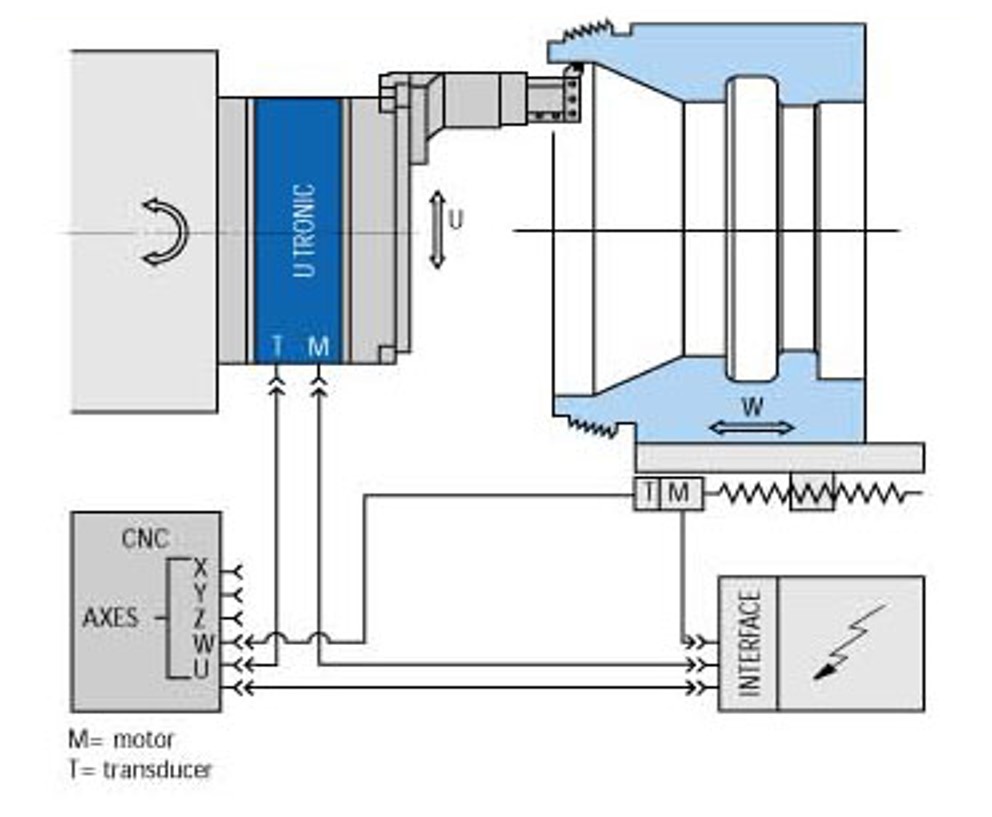 U TRONIC
T M
U
W
T M
CNC
AXES
X
Y
Z
W
U
INTERFACE
M= motor
T= transducer